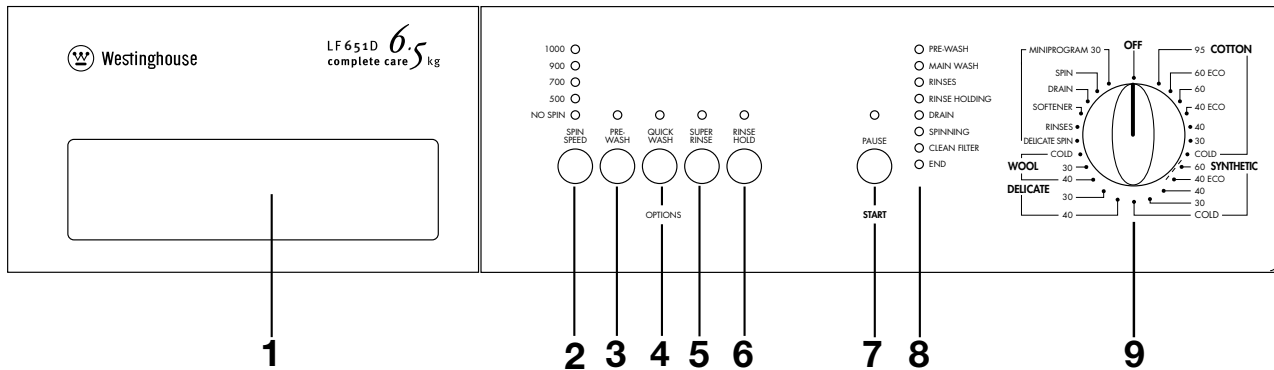 Westinghouse
LF651D 6.5 kg
complete care
1000
900
700
500
NO SPIN
SPIN
SPEED
PRE-
WASH
QUICK
WASH
SUPER
RINSE
RINSE
HOLD
OPTIONS
PAUSE
START
PRE-WASH
MAIN WASH
RINSES
RINSE HOLDING
DRAIN
SPINNING
CLEAN FILTER
END
OFF
MINIPROGRAM 30
SPIN
DRAIN
SOFTENER
RINSES
DELICATE SPIN
COLD
WOOL
30
40
DELICATE
30
40
95 COTTON
60 ECO
60
40 ECO
40
30
COLD
60 SYNTHETIC
40 ECO
40
30
COLD
1
2
3
4
5
6
7
8
9